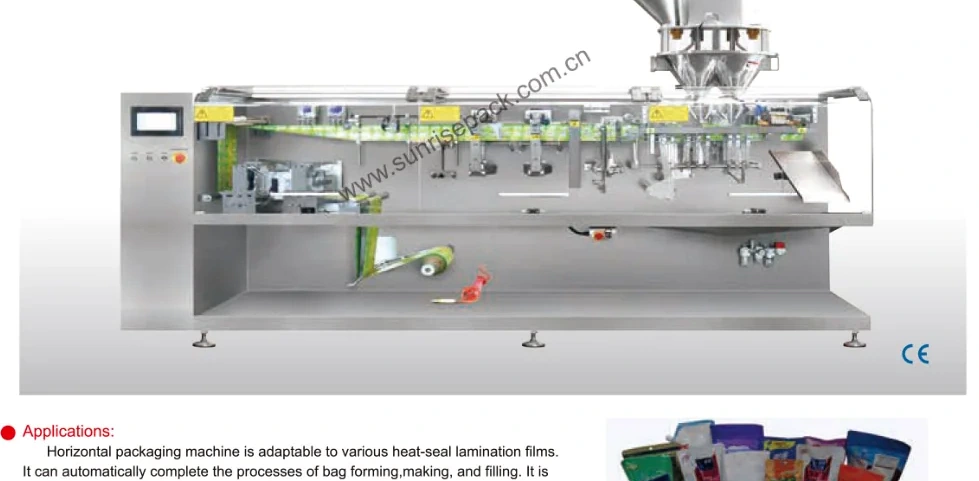 www.sunrisepack.com.cn
CE
Applications:
Horizontal packaging machine is adaptable to various heat-seal lamination films.
It can automatically complete the processes of bag forming,making, and filling. It is